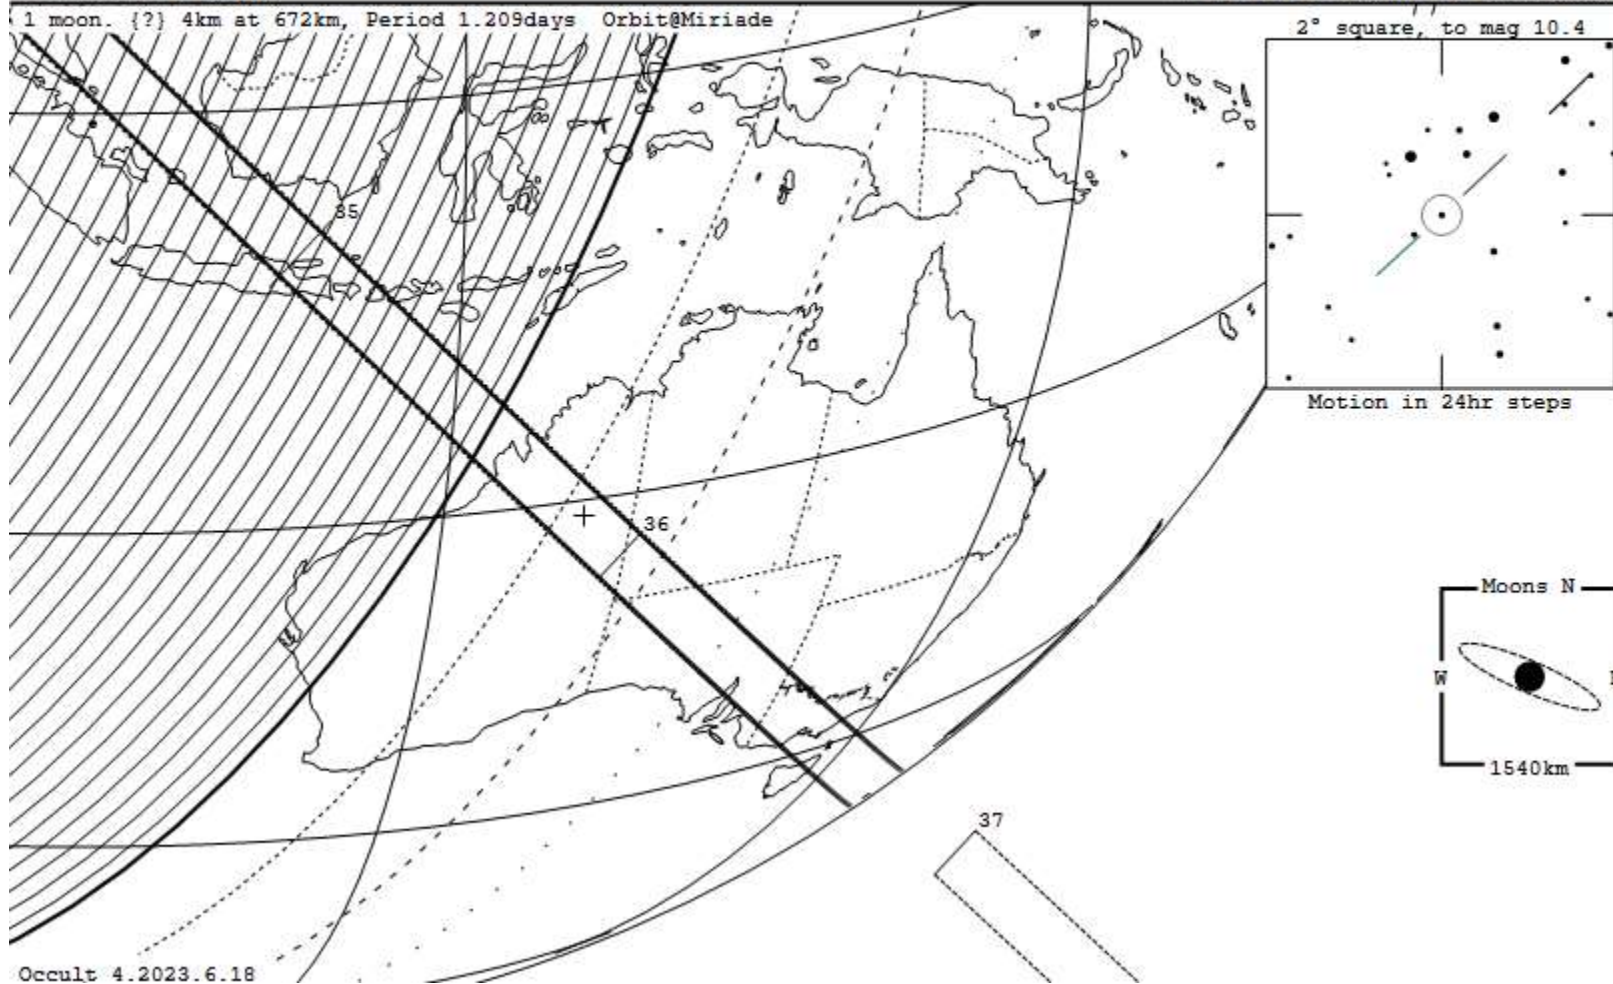 1 moon. {?} 4km at 672km, Period 1.209days Orbit@Miriade
2° square, to mag 10.4
35
Motion in 24hr steps
36
Moons N
W
1540km
37
Occult 4.2023.6.18